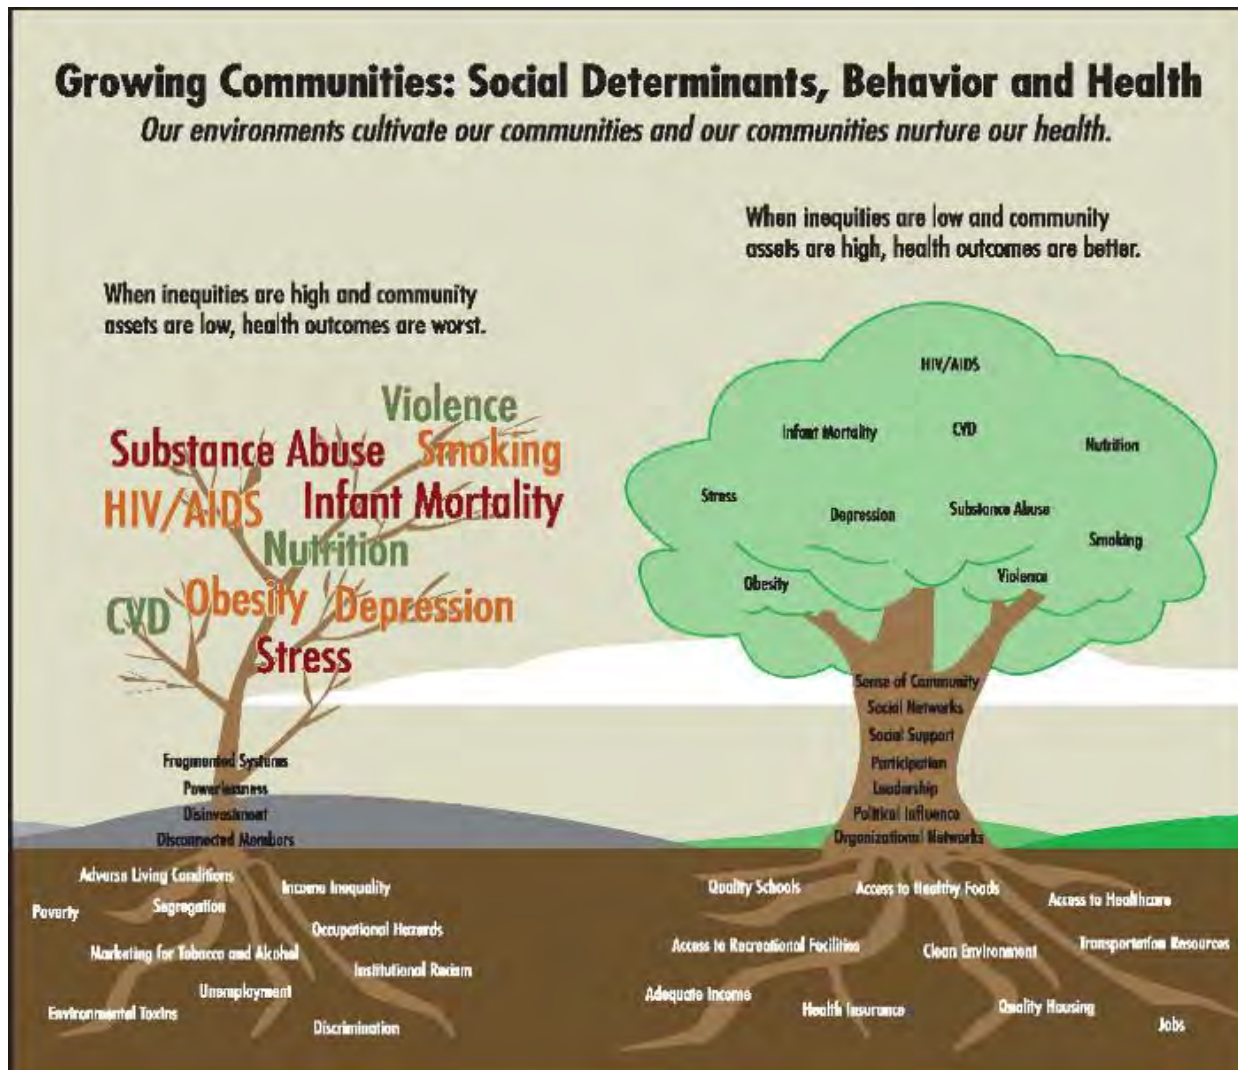 Growing Communities: Social Determinants, Behavior and Health
Our environments cultivate our communities and our communities nurture our health.
When inequities are high and community
assets are low, health outcomes are worst.
Violence
Substance Abuse
Smoking
HIV/AIDS
Infant Mortality
Nutrition
CVD
Obesity
Depression
Stress
Fragmented Systems
Powerlessness
Disinvestment
Disconnected Members
Adverse Living Conditions
Income Inequality
Poverty
Segregation
Occupational Hazards
Marketing for Tobacco and Alcohol
Institutional Racism
Unemployment
Environmental Toxins
Discrimination
When inequities are low and community
assets are high, health outcomes are better.
HIV/AIDS
Infant Mortality
CVD
Nutrition
Stress
Depression
Substance Abuse
Smoking
Obesity
Violence
Sense of Community
Social Networks
Social Support
Participation
Leadership
Political Influence
Organizational Networks
Quality Schools
Access to Healthy Foods
Access to Healthcare
Access to Recreational Facilities
Clean Environment
Transportation Resources
Adequate Income
Health Insurance
Quality Housing
Jobs